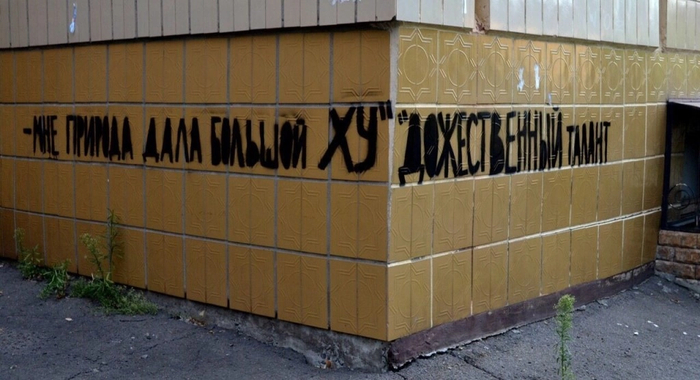 -МНЕ ПРИРОДА ДАЛА БОЛЬШОЙ ХУ" "ДОЖЕСТВЕННЫЙ ТАЛАНТ